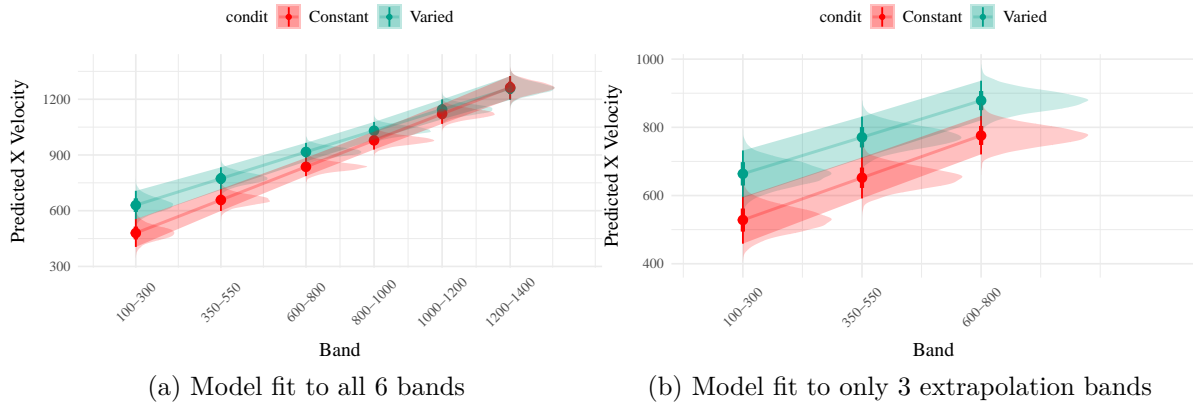 condit Constant Varied
Predicted X Velocity
1200
900
600
300
100–300
350–550
600–800
800–1000
1000–1200
1200–1400
Band
(a) Model fit to all 6 bands
condit Constant Varied
Predicted X Velocity
1000
800
600
400
100–300
350–550
600–800
Band
(b) Model fit to only 3 extrapolation bands